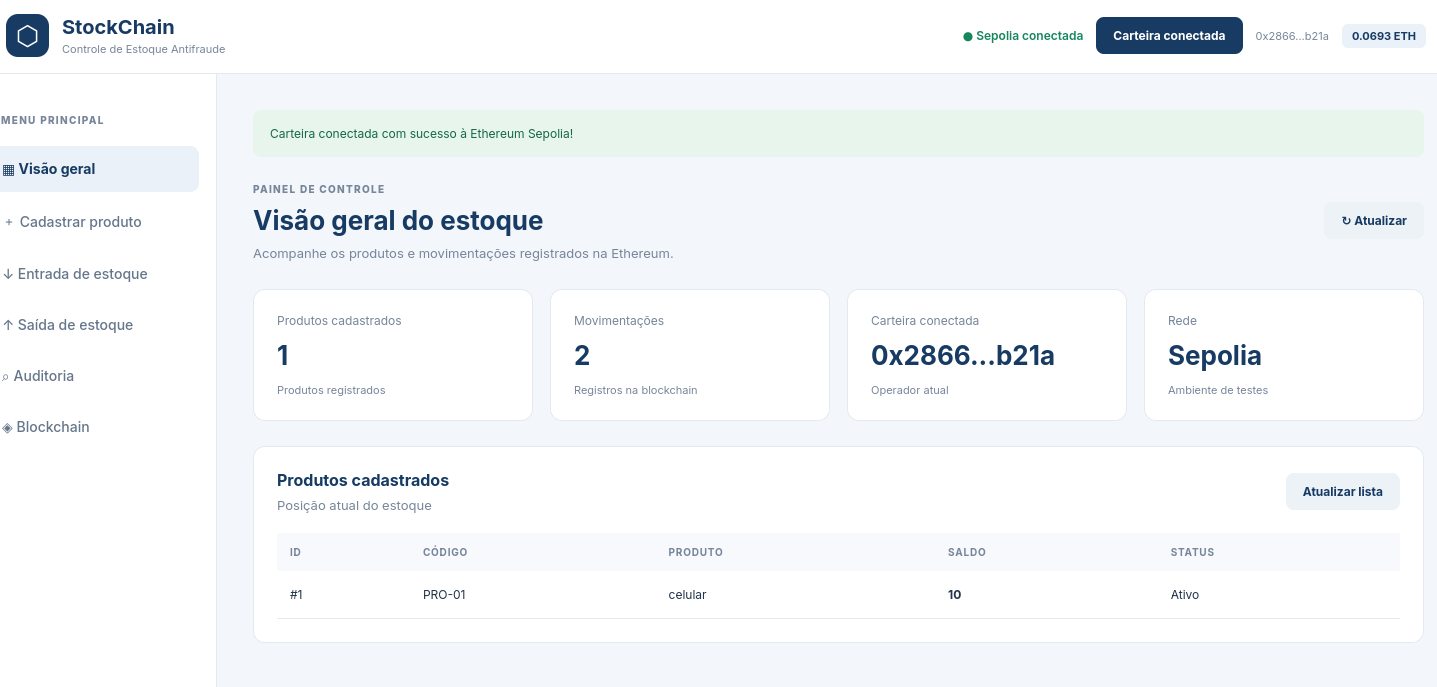 StockChain
Controle de Estoque Antifraude
● Sepolia conectada
Carteira conectada
0x2866...b21a
0.0693 ETH
MENU PRINCIPAL
▦ Visão geral
＋ Cadastrar produto
↓ Entrada de estoque
↑ Saída de estoque
⌕ Auditoria
◈ Blockchain
Carteira conectada com sucesso à Ethereum Sepolia!
PAINEL DE CONTROLE
Visão geral do estoque
Acompanhe os produtos e movimentações registrados na Ethereum.
↻ Atualizar
Produtos cadastrados
1
Produtos registrados
Movimentações
2
Registros na blockchain
Carteira conectada
0x2866...b21a
Operador atual
Rede
Sepolia
Ambiente de testes
Produtos cadastrados
Posição atual do estoque
Atualizar lista
ID CÓDIGO PRODUTO SALDO STATUS
#1 PRO-01 celular 10 Ativo